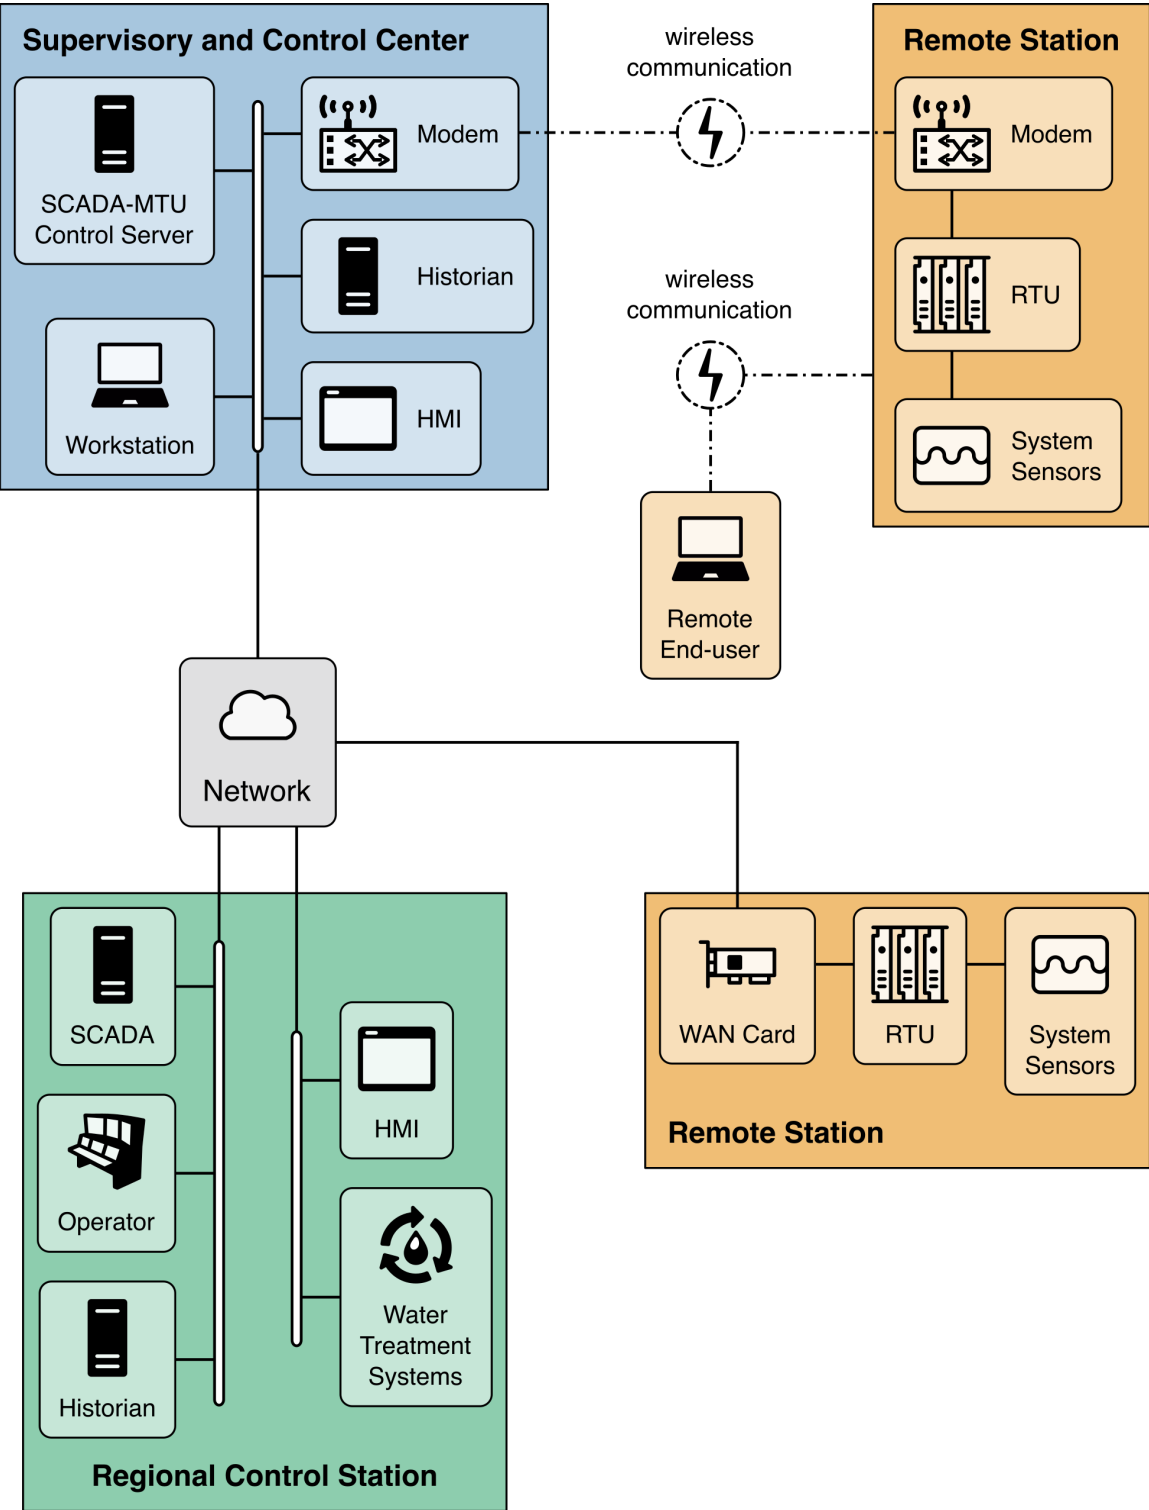 Supervisory and Control Center
SCADA-MTU
Control Server
Modem
Historian
Workstation
HMI
wireless
communication
wireless
communication
Remote Station
Modem
RTU
System
Sensors
Remote
End-user
Network
SCADA
Operator
Historian
HMI
Water
Treatment
Systems
Regional Control Station
WAN Card
RTU
System
Sensors
Remote Station